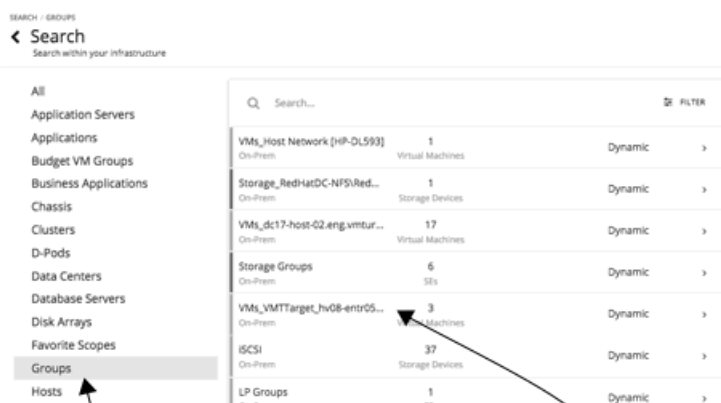 SEARCH / GROUPS
Search
Search within your infrastructure
All
Application Servers
Applications
Budget VM Groups
Business Applications
Chassis
Clusters
D-Pods
Data Centers
Database Servers
Disk Arrays
Favorite Scopes
Groups
Hosts
Search...
FILTER
VMs_Host Network [HP-DL593] 1 Dynamic
On-Prem Virtual Machines
Storage_RedHatDC-NFS\Red... 1 Dynamic
On-Prem Storage Devices
VMs_dc17-host-02.eng.vmtur... 17 Dynamic
On-Prem Virtual Machines
Storage Groups 6 Dynamic
On-Prem SEs
VMs_VMTTarget_hv08-entr05... 3 Dynamic
On-Prem Virtual Machines
iSCSI 37 Dynamic
On-Prem Storage Devices
LP Groups 1 Dynamic